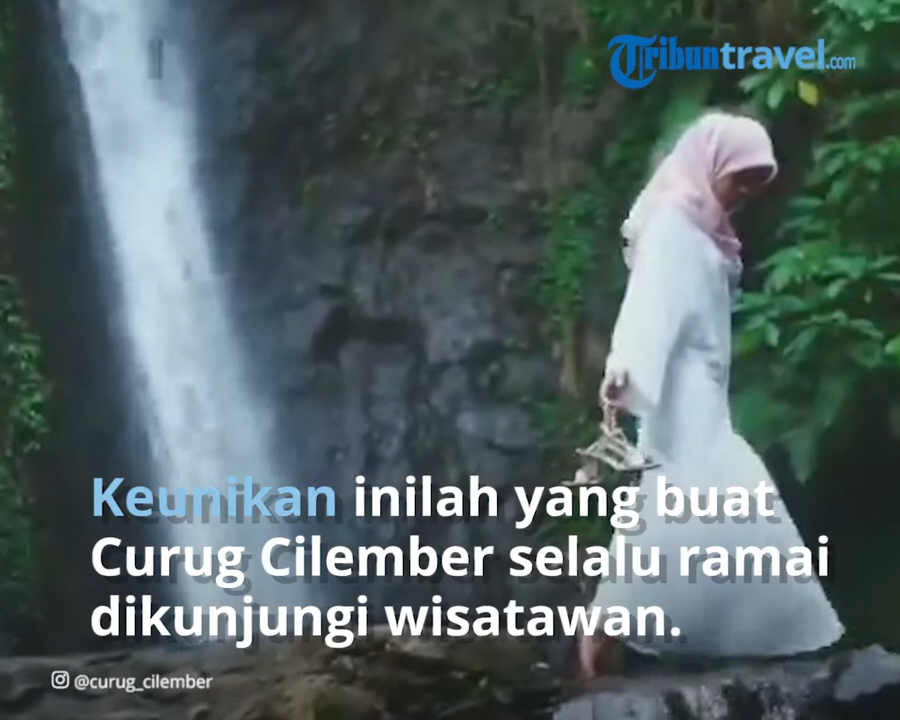 Tribuntravel.com
Keunikan inilah yang buat
Curug Cilember selalu ramai
dikunjungi wisatawan.
@curug_cilember